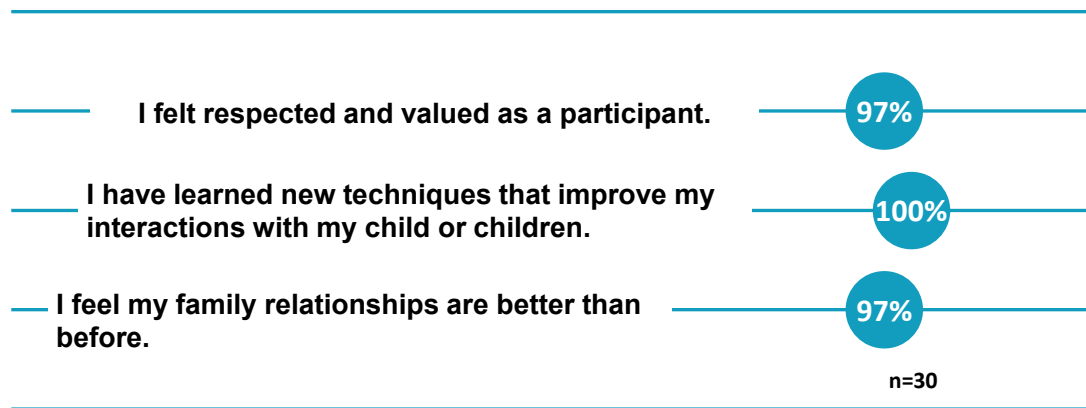 I felt respected and valued as a participant.
97%
I have learned new techniques that improve my
interactions with my child or children.
100%
I feel my family relationships are better than
before.
97%
n=30